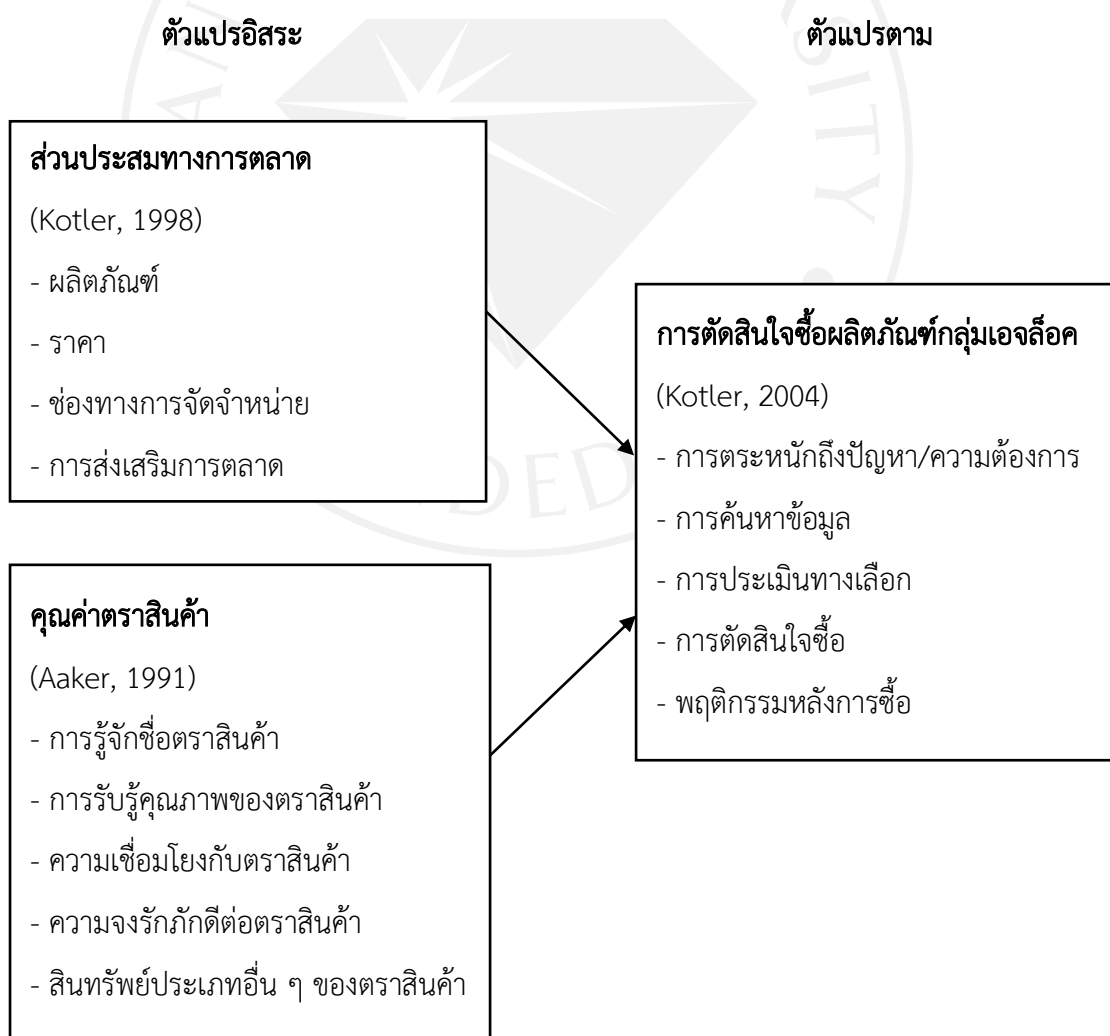 ตัวแปรอิสระ
ตัวแปรตาม
ส่วนประสมทางการตลาด
(Kotler, 1998)
- ผลิตภัณฑ์
- ราคา
- ช่องทางการจัดจำหน่าย
- การส่งเสริมการตลาด
การตัดสินใจซื้อผลิตภัณฑ์กลุ่มเอจล็อค
(Kotler, 2004)
- การตระหนักถึงปัญหา/ความต้องการ
- การค้นหาข้อมูล
- การประเมินทางเลือก
- การตัดสินใจซื้อ
- พฤติกรรมหลังการซื้อ
คุณค่าตราสินค้า
(Aaker, 1991)
- การรู้จักชื่อตราสินค้า
- การรับรู้คุณภาพของตราสินค้า
- ความเชื่อมโยงกับตราสินค้า
- ความจงรักภักดีต่อตราสินค้า
- สินทรัพย์ประเภทอื่น ๆ ของตราสินค้า